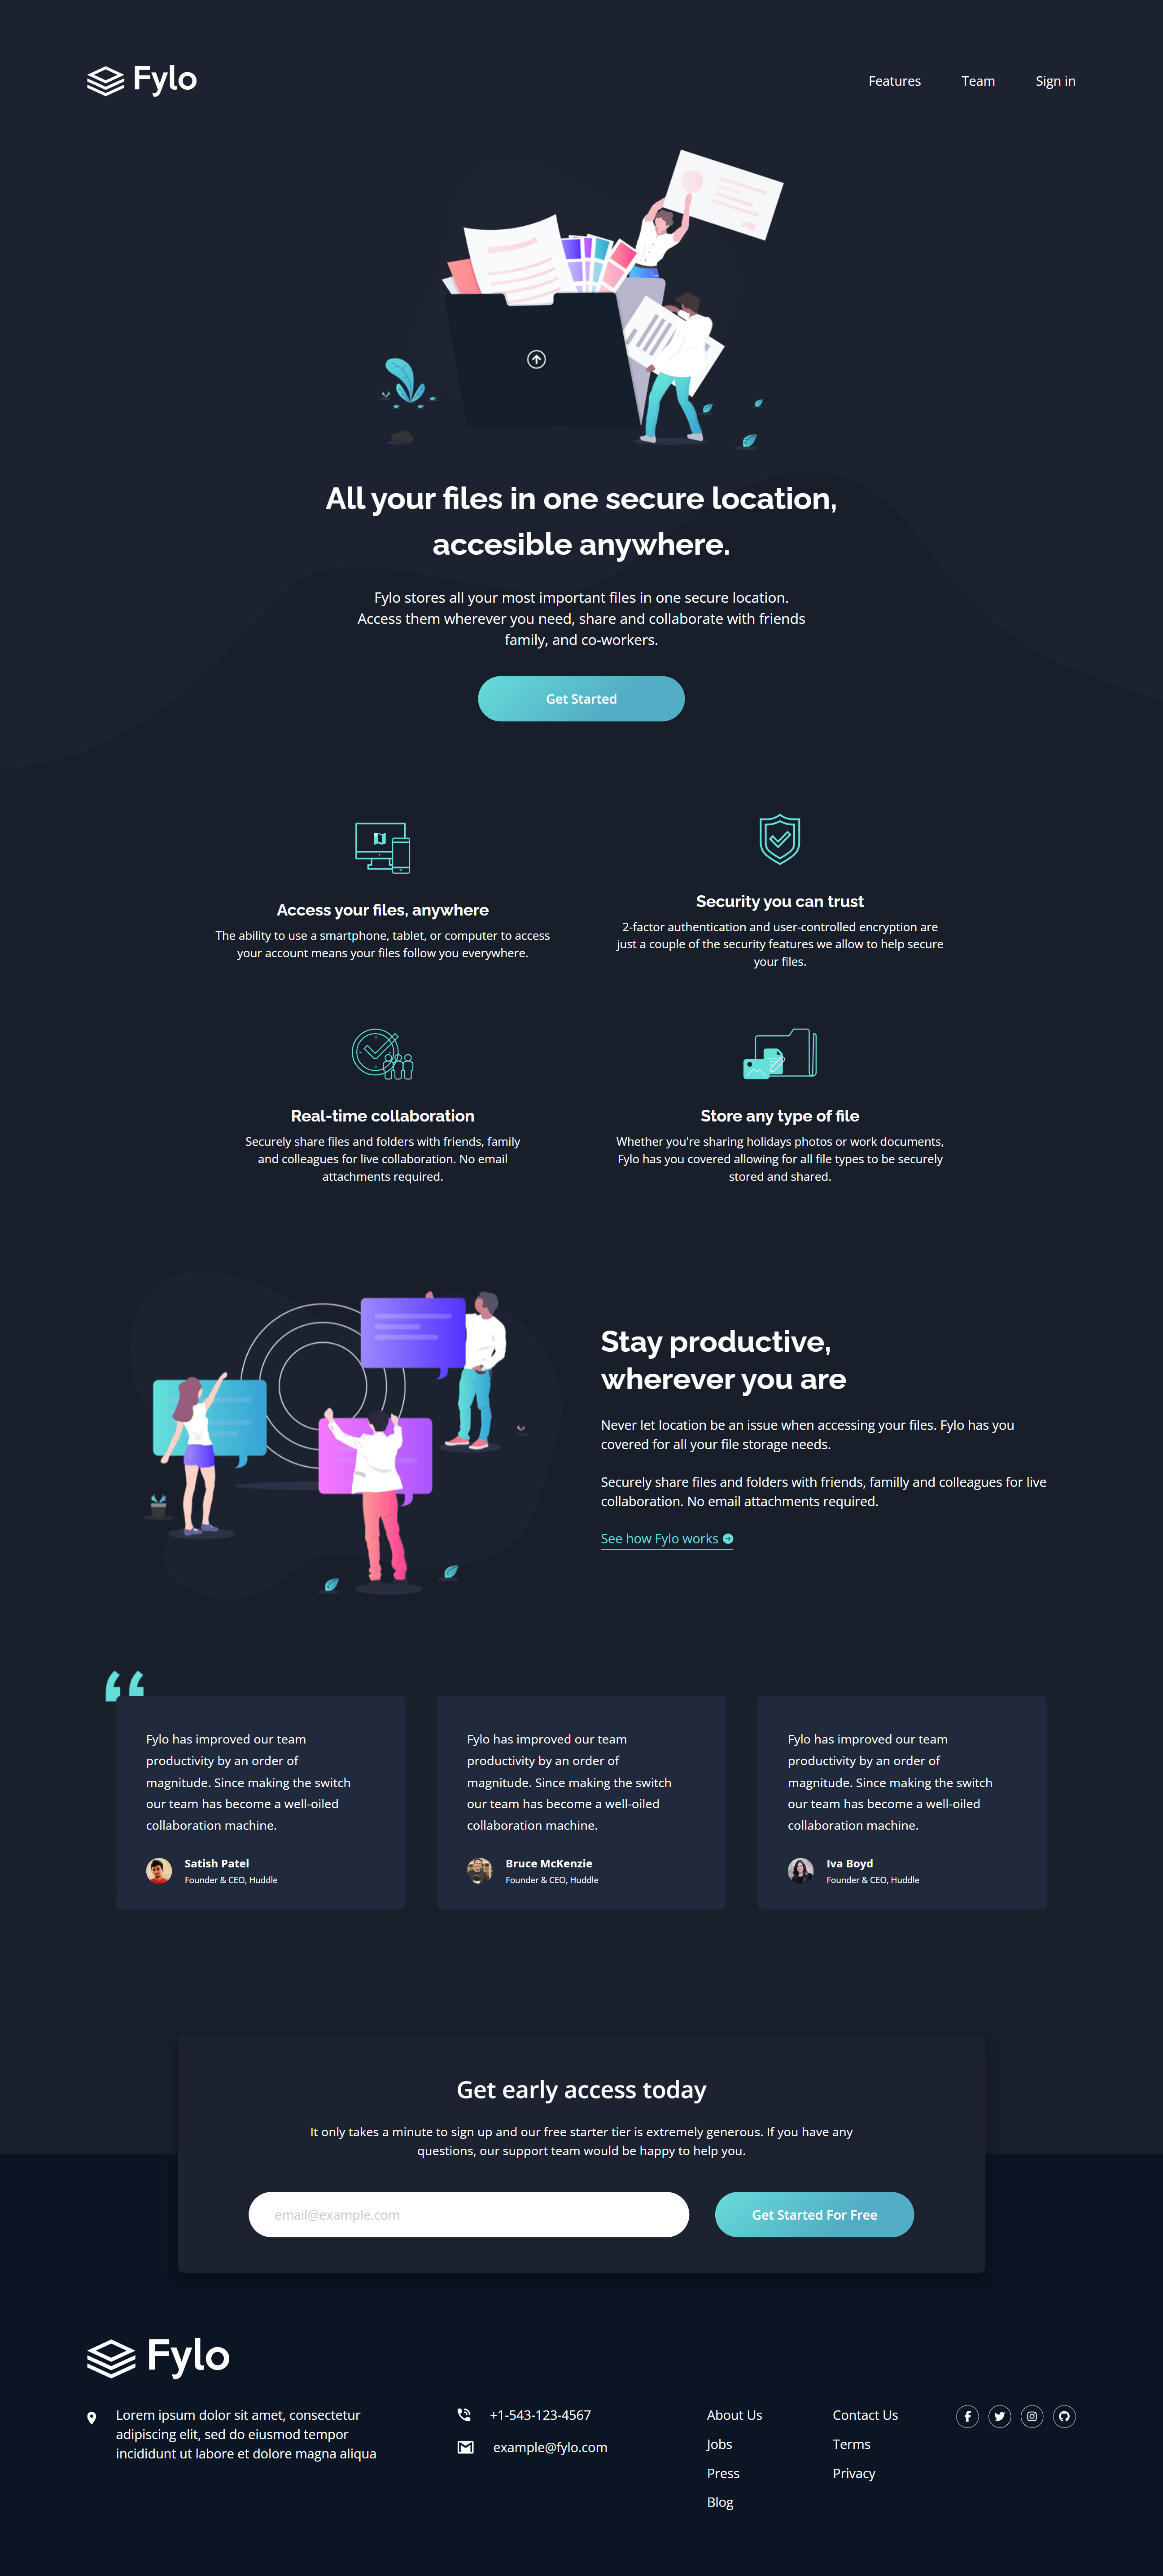 Fylo
Features
Team
Sign in
All your files in one secure location,
accesible anywhere.
Fylo stores all your most important files in one secure location.
Access them wherever you need, share and collaborate with friends
family, and co-workers.
Get Started
Access your files, anywhere
The ability to use a smartphone, tablet, or computer to access
your account means your files follow you everywhere.
Security you can trust
2-factor authentication and user-controlled encryption are
just a couple of the security features we allow to help secure
your files.
Real-time collaboration
Securely share files and folders with friends, family
and colleagues for live collaboration. No email
attachments required.
Store any type of file
Whether you're sharing holidays photos or work documents,
Fylo has you covered allowing for all file types to be securely
stored and shared.
Stay productive,
wherever you are
Never let location be an issue when accessing your files. Fylo has you
covered for all your file storage needs.
Securely share files and folders with friends, familly and colleagues for live
collaboration. No email attachments required.
See how Fylo works
Fylo has improved our team
productivity by an order of
magnitude. Since making the switch
our team has become a well-oiled
collaboration machine.
Satish Patel
Founder & CEO, Huddle
Fylo has improved our team
productivity by an order of
magnitude. Since making the switch
our team has become a well-oiled
collaboration machine.
Bruce McKenzie
Founder & CEO, Huddle
Fylo has improved our team
productivity by an order of
magnitude. Since making the switch
our team has become a well-oiled
collaboration machine.
Iva Boyd
Founder & CEO, Huddle
Get early access today
It only takes a minute to sign up and our free starter tier is extremely generous. If you have any
questions, our support team would be happy to help you.
email@example.com
Get Started For Free
Fylo
Lorem ipsum dolor sit amet, consectetur
adipiscing elit, sed do eiusmod tempor
incididunt ut labore et dolore magna aliqua
+1-543-123-4567
example@fylo.com
About Us
Jobs
Press
Blog
Contact Us
Terms
Privacy